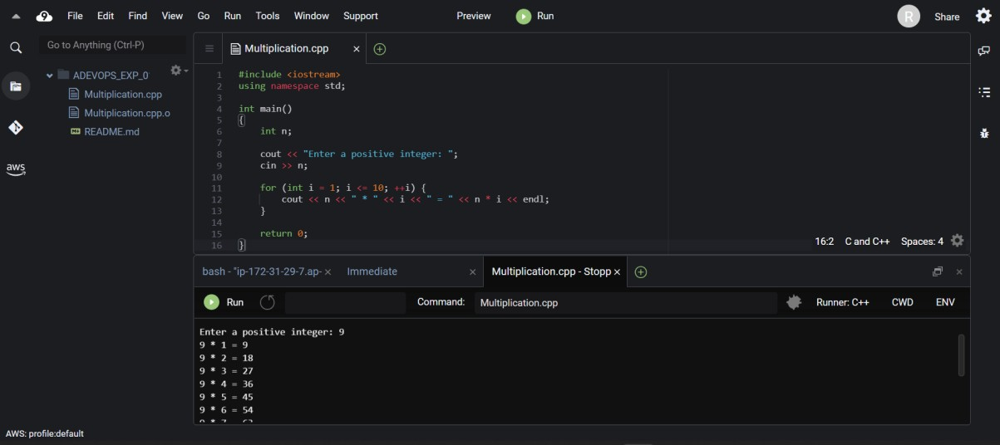 9 File Edit Find View Go Run Tools Window Support Preview Run R Share
Go to Anything (Ctrl-P)
ADEVOPS_EXP_0
Multiplication.cpp
Multiplication.cpp.o
README.md
aws
Multiplication.cpp ×
1 #include <iostream>
2 using namespace std;
3
4 int main()
5 {
6     int n;
7
8     cout << "Enter a positive integer: ";
9     cin >> n;
10
11     for (int i = 1; i <= 10; ++i) {
12         cout << n << " * " << i << " = " << n * i << endl;
13     }
14
15     return 0;
16 }
16:2 C and C++ Spaces: 4
bash - "ip-172-31-29-7.ap- × Immediate × Multiplication.cpp - Stopp ×
Run Command: Multiplication.cpp Runner: C++ CWD ENV
Enter a positive integer: 9
9 * 1 = 9
9 * 2 = 18
9 * 3 = 27
9 * 4 = 36
9 * 5 = 45
9 * 6 = 54
AWS: profile:default